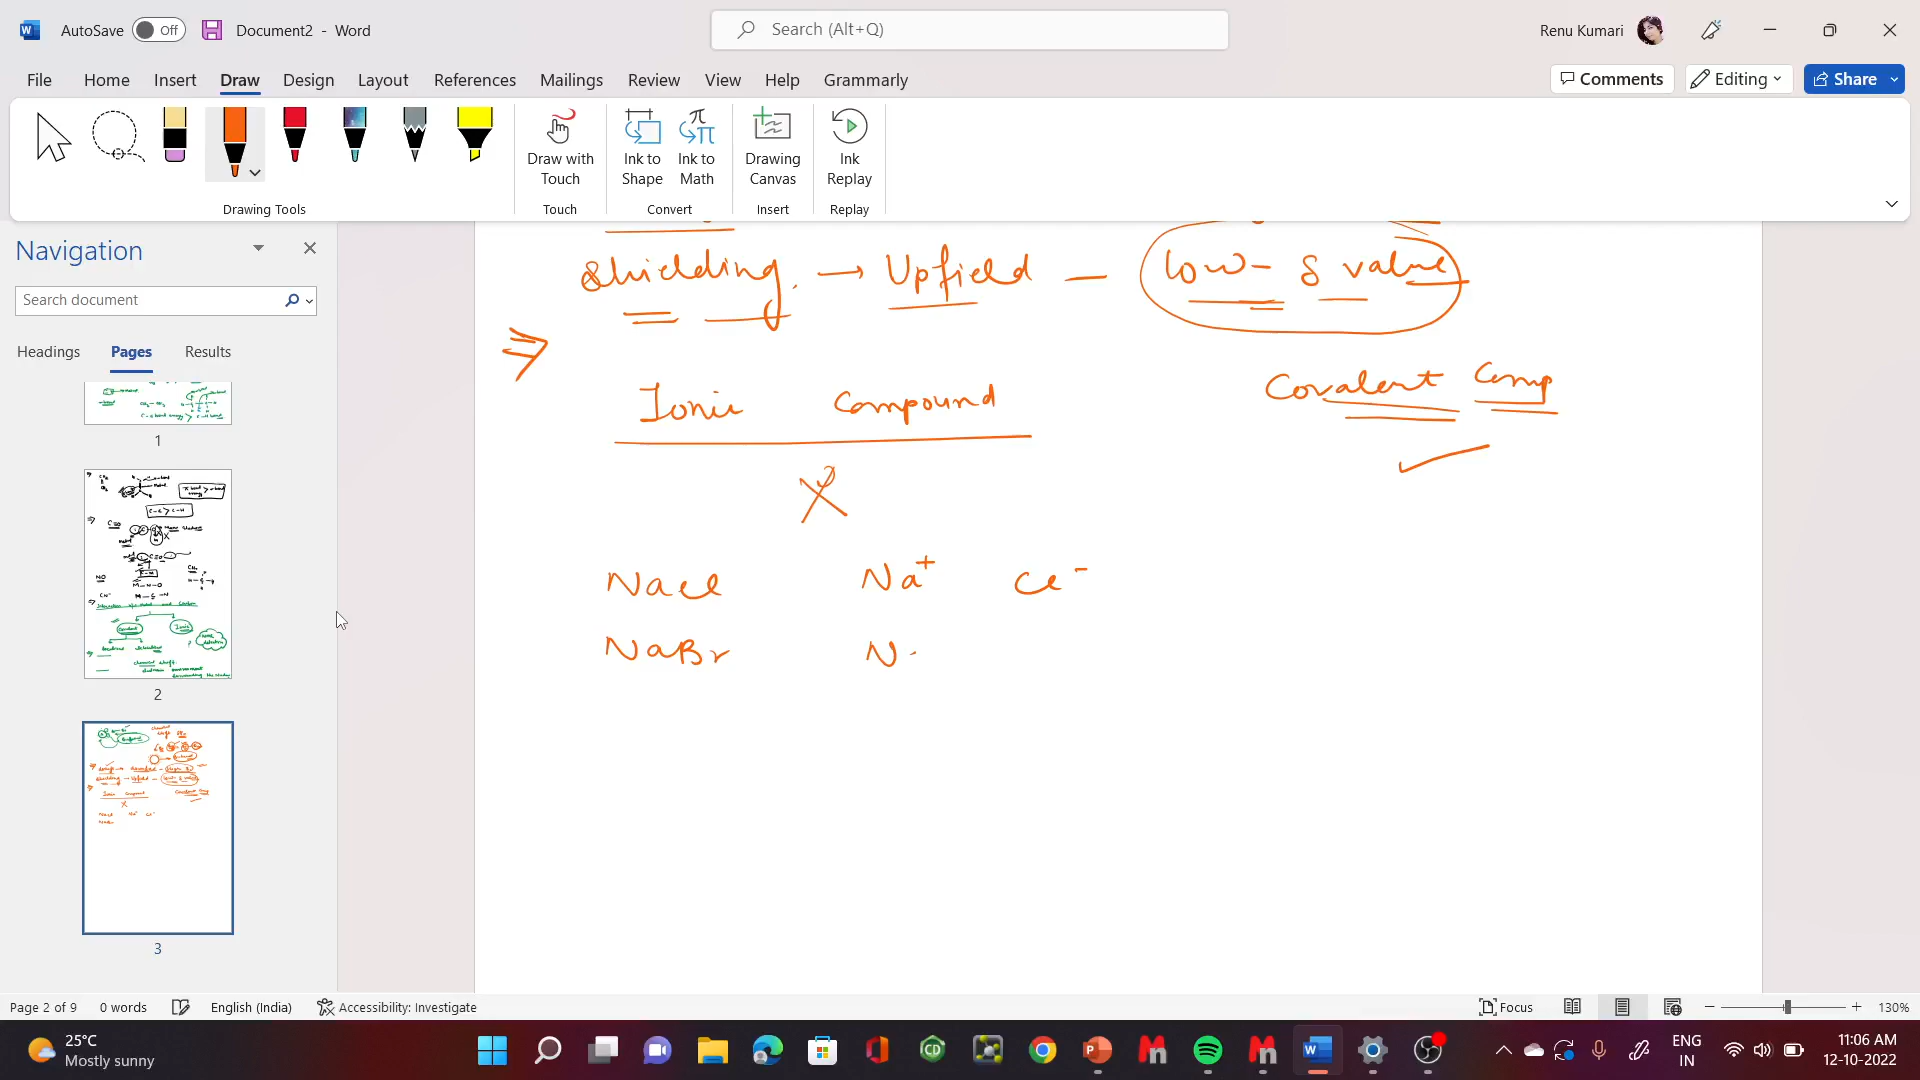 AutoSave Off Document2 - Word
Search (Alt+Q)
Renu Kumari
File Home Insert Draw Design Layout References Mailings Review View Help Grammarly
Comments Editing Share
Draw with Touch
Ink to Shape
Ink to Math
Drawing Canvas
Ink Replay
Drawing Tools Touch Convert Insert Replay
Navigation
Search document
Headings Pages Results
1
2
3
shielding. → Upfield — low - δ value
⇒
Ionic Compound
Covalent Comp
X ✓
NaCl Na⁺ Cl⁻
NaBr N
Page 2 of 9 0 words English (India) Accessibility: Investigate
Focus 130%
25°C
Mostly sunny
ENG
IN
11:06 AM
12-10-2022